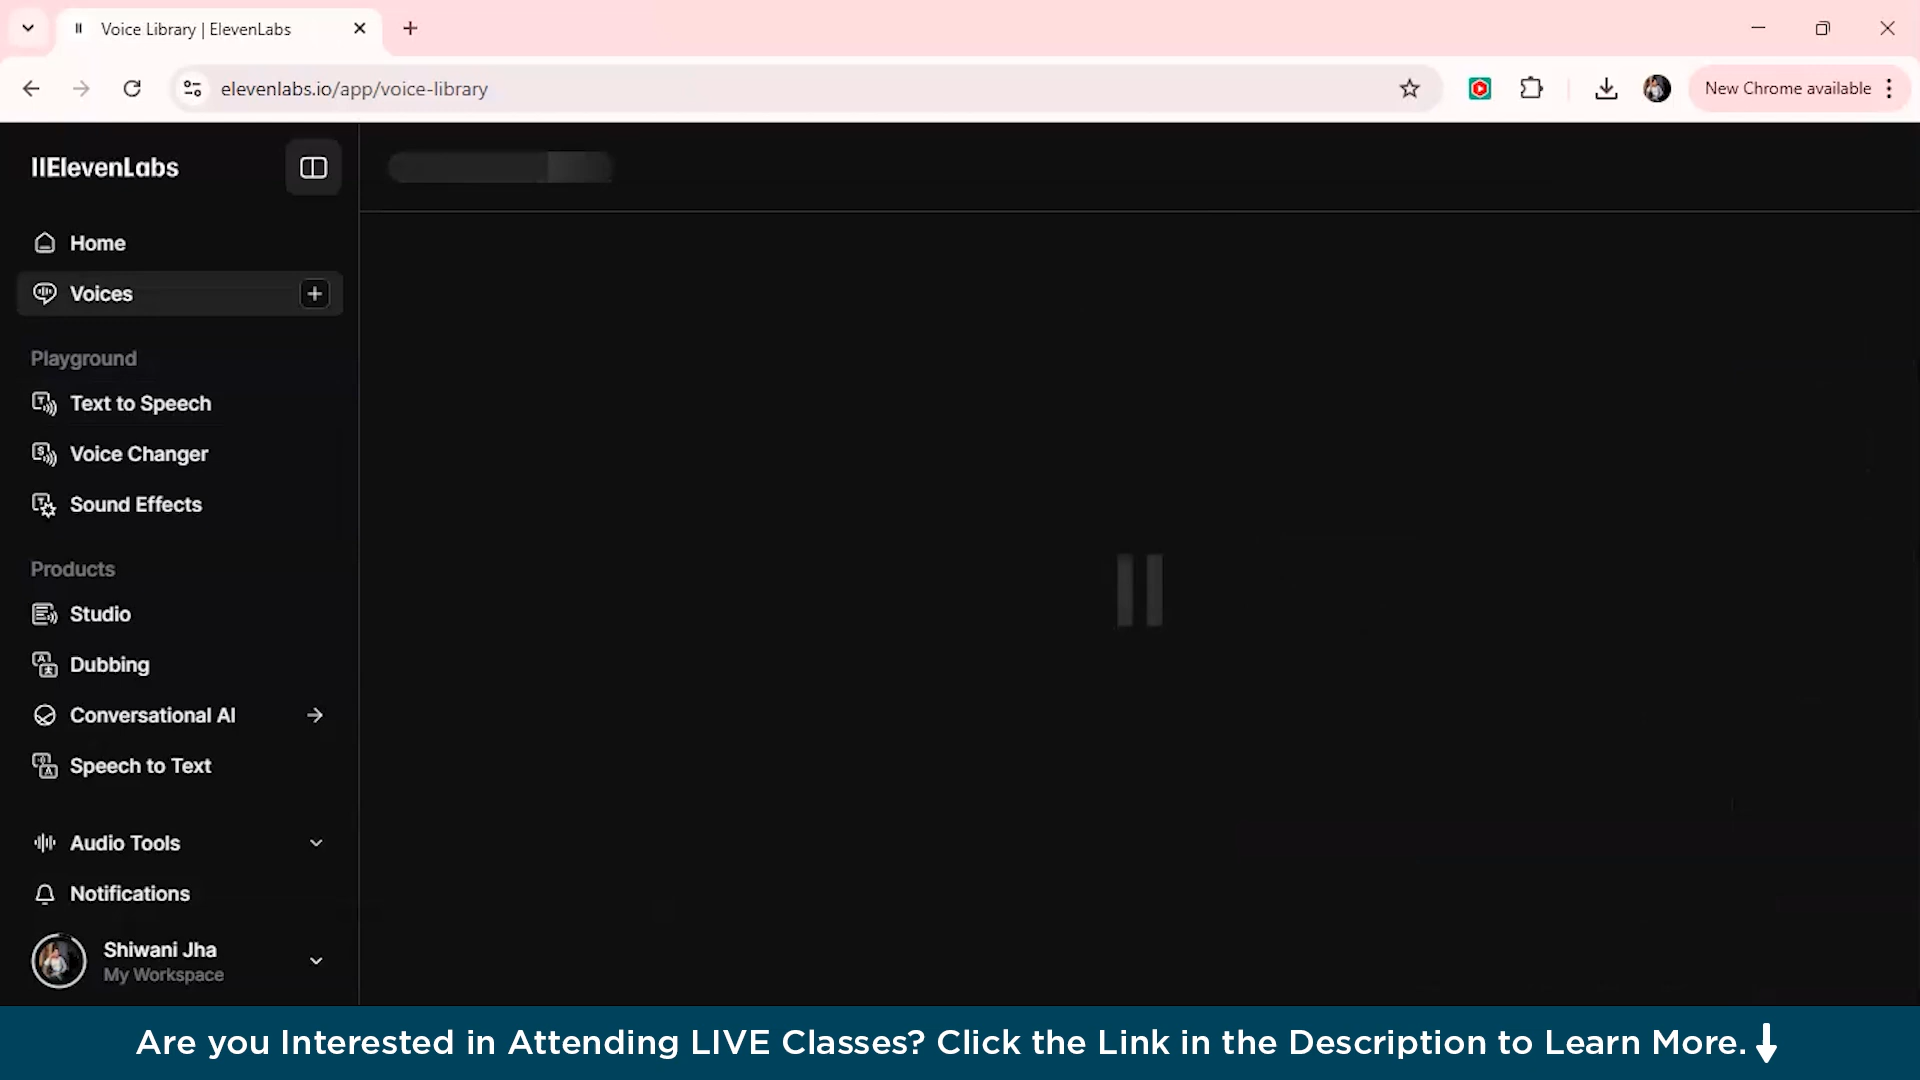 Voice Library | ElevenLabs
elevenlabs.io/app/voice-library
New Chrome available
IIElevenLabs
Home
Voices
Playground
Text to Speech
Voice Changer
Sound Effects
Products
Studio
Dubbing
Conversational AI
Speech to Text
Audio Tools
Notifications
Shiwani Jha
My Workspace
Are you Interested in Attending LIVE Classes? Click the Link in the Description to Learn More.